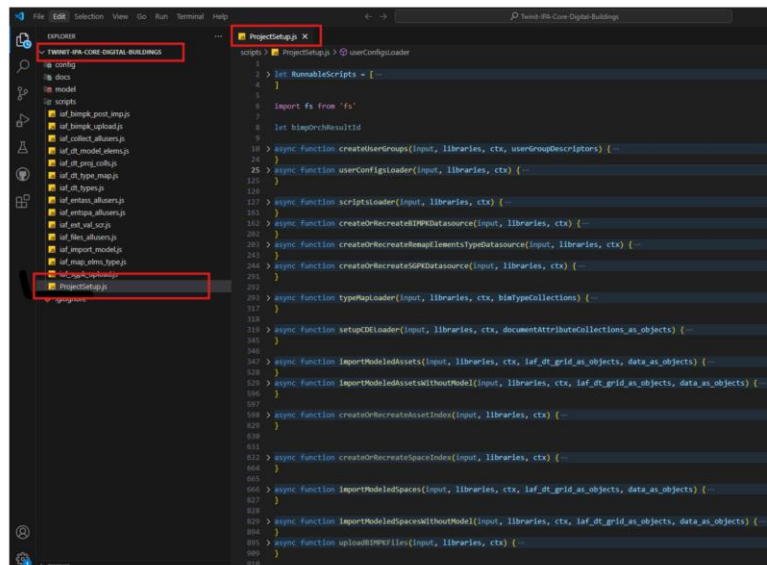 File Edit Selection View Go Run Terminal Help
Twinit-IPA-Core-Digital-Buildings
EXPLORER
TWINIT-IPA-CORE-DIGITAL-BUILDINGS
config
docs
model
scripts
iaf_bimpk_post_imp.js
iaf_bimpk_upload.js
iaf_collect_allusers.js
iaf_dt_model_elems.js
iaf_dt_proj_colls.js
iaf_dt_type_map.js
iaf_dt_types.js
iaf_entass_allusers.js
iaf_entspa_allusers.js
iaf_ext_val_scr.js
iaf_files_allusers.js
iaf_import_model.js
iaf_map_elms_type.js
iaf_sgpk_upload.js
ProjectSetup.js
.gitignore
ProjectSetup.js
scripts > ProjectSetup.js > userConfigsLoader
1
2 > let RunnableScripts = [ ...
4 ]
5
6 import fs from 'fs'
7
8 let bimpOrchResultId
9
10 > async function createUserGroups(input, libraries, ctx, userGroupDescriptors) { ...
24 }
25 > async function userConfigsLoader(input, libraries, ctx) { ...
125 }
126
127 > async function scriptsLoader(input, libraries, ctx) { ...
161 }
162 > async function createOrRecreateBIMPKDatasource(input, libraries, ctx) { ...
202 }
203 > async function createOrRecreateRemapElementsTypeDatasource(input, libraries, ctx) { ...
243 }
244 > async function createOrRecreateSGPKDatasource(input, libraries, ctx) { ...
291 }
292
293 > async function typeMapLoader(input, libraries, ctx, bimTypeCollections) { ...
317 }
318
319 > async function setupCDELoader(input, libraries, ctx, documentAttributeCollections_as_objects) { ...
345 }
346
347 > async function importModeledAssets(input, libraries, ctx, iaf_dt_grid_as_objects, data_as_objects) { ...
528 }
529 > async function importModeledAssetsWithoutModel(input, libraries, ctx, iaf_dt_grid_as_objects, data_as_objects) { ...
596 }
597
598 > async function createOrRecreateAssetIndex(input, libraries, ctx) { ...
629 }
630
631
632 > async function createOrRecreateSpaceIndex(input, libraries, ctx) { ...
664 }
665
666 > async function importModeledSpaces(input, libraries, ctx, iaf_dt_grid_as_objects, data_as_objects) { ...
827 }
828
829 > async function importModeledSpacesWithoutModel(input, libraries, ctx, iaf_dt_grid_as_objects, data_as_objects) { ...
894 }
895 > async function uploadBIMPKFiles(input, libraries, ctx) { ...
909 }
910